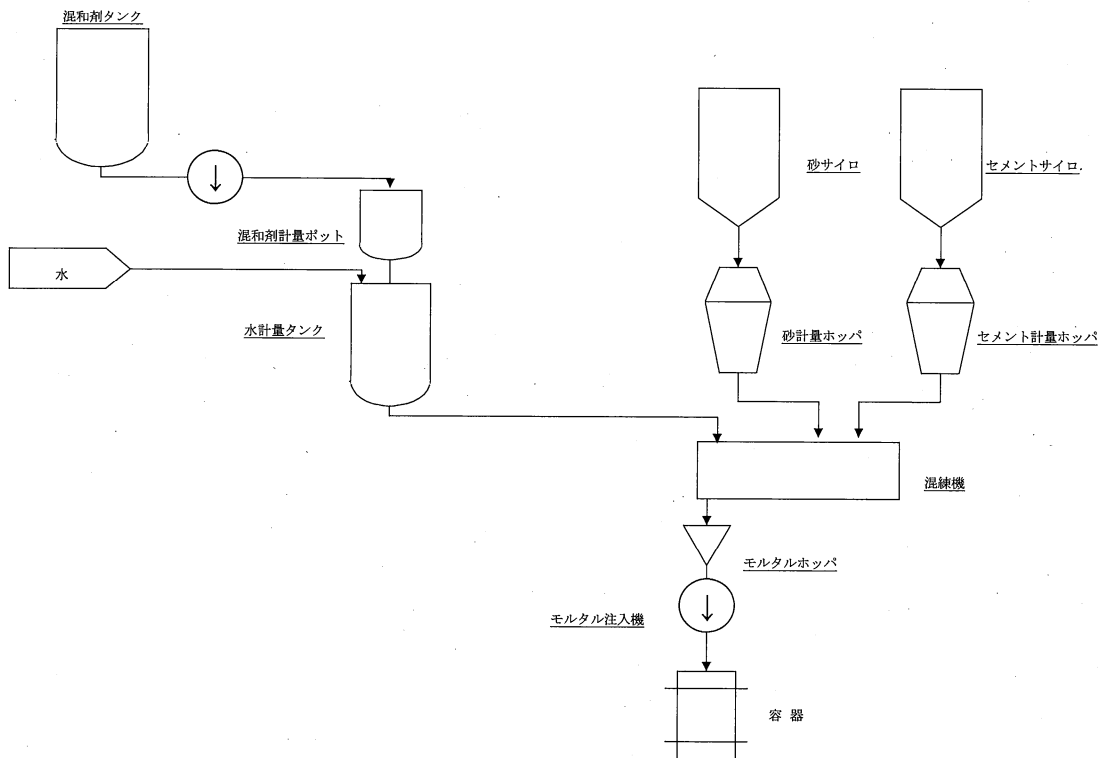 混和剤タンク
砂サイロ
セメントサイロ.
混和剤計量ポット
水
水計量タンク
砂計量ホッパ
セメント計量ホッパ
混練機
モルタルホッパ
モルタル注入機
容 器